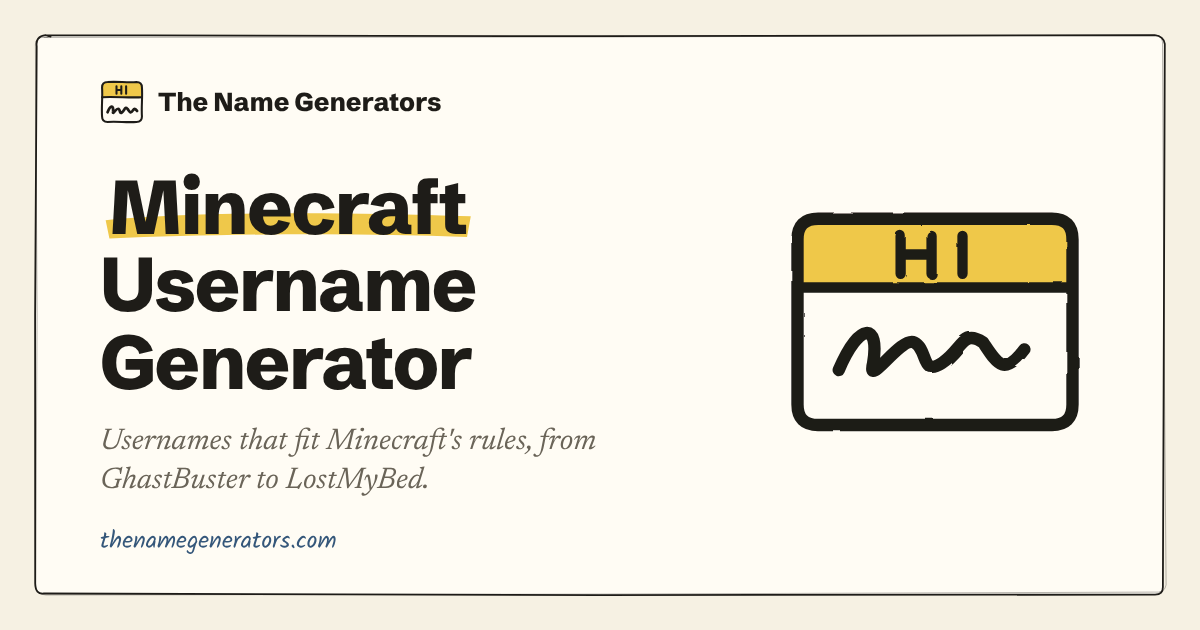 HI
The Name Generators
Minecraft
Username
Generator
Usernames that fit Minecraft's rules, from
GhastBuster to LostMyBed.
thenamegenerators.com
HI